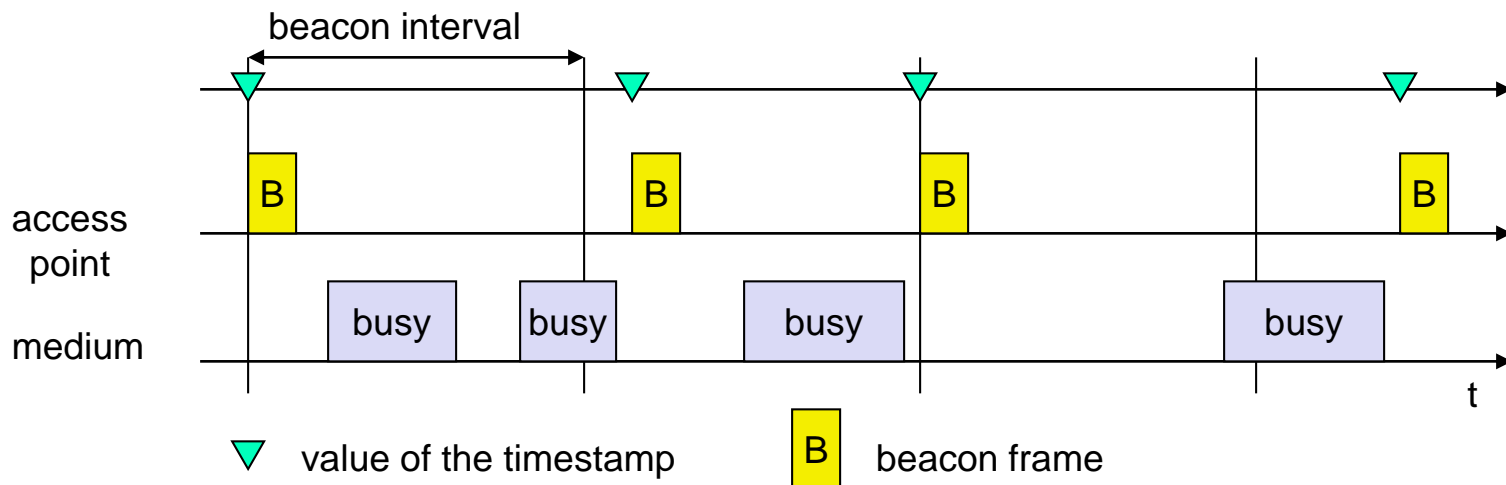 beacon interval
B
B
B
B
access
point
busy
busy
busy
busy
medium
t
value of the timestamp
B
beacon frame